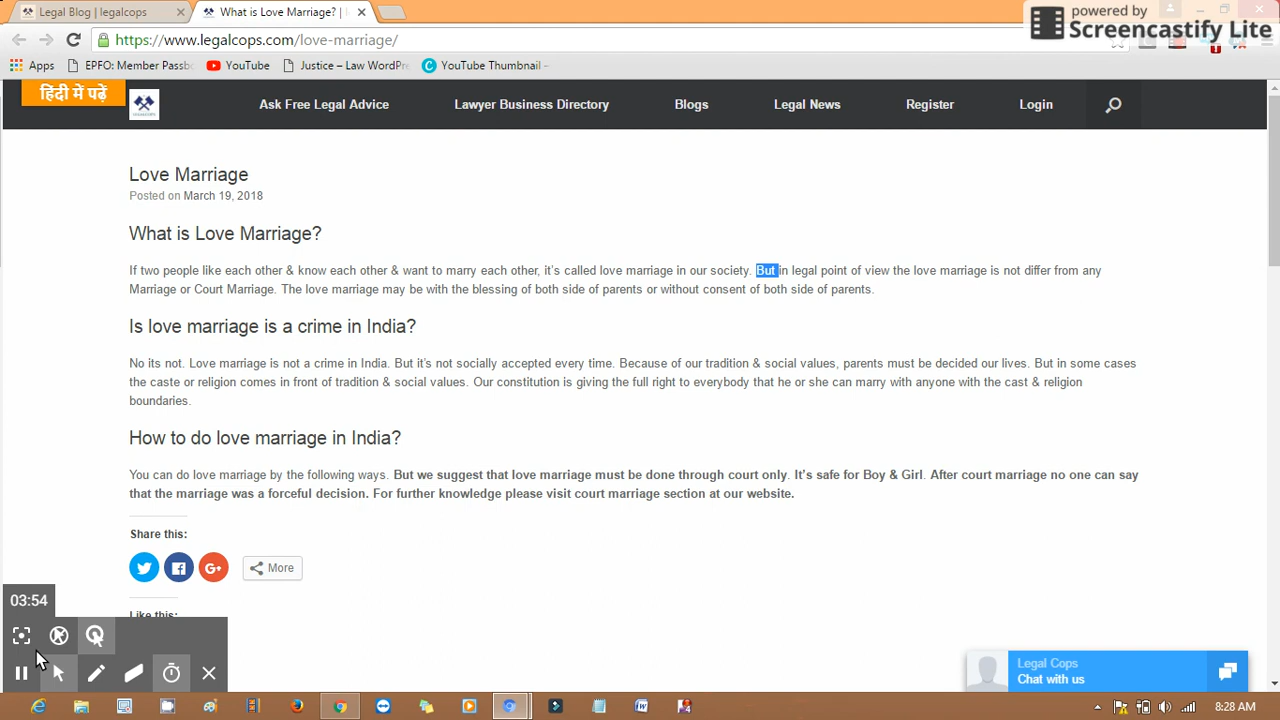 Legal Blog | legalcops
What is Love Marriage? |
powered by
Screencastify Lite
https://www.legalcops.com/love-marriage/
Apps
EPFO: Member Passbo
YouTube
Justice – Law WordPr
YouTube Thumbnail -
हिंदी में पढ़ें
Ask Free Legal Advice
Lawyer Business Directory
Blogs
Legal News
Register
Login
Love Marriage
Posted on March 19, 2018
What is Love Marriage?
If two people like each other & know each other & want to marry each other, it's called love marriage in our society. But in legal point of view the love marriage is not differ from any
Marriage or Court Marriage. The love marriage may be with the blessing of both side of parents or without consent of both side of parents.
Is love marriage is a crime in India?
No its not. Love marriage is not a crime in India. But it's not socially accepted every time. Because of our tradition & social values, parents must be decided our lives. But in some cases
the caste or religion comes in front of tradition & social values. Our constitution is giving the full right to everybody that he or she can marry with anyone with the cast & religion
boundaries.
How to do love marriage in India?
You can do love marriage by the following ways. But we suggest that love marriage must be done through court only. It's safe for Boy & Girl. After court marriage no one can say
that the marriage was a forceful decision. For further knowledge please visit court marriage section at our website.
Share this:
More
Like this:
03:54
Legal Cops
Chat with us
8:28 AM